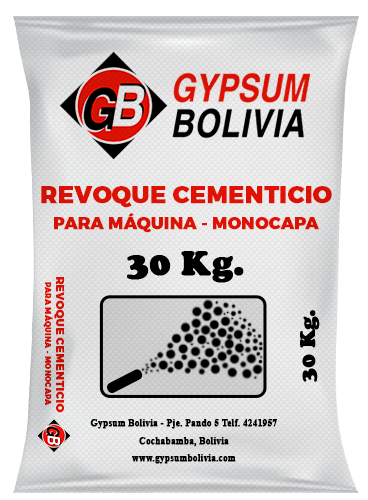 GB
GYPSUM
BOLIVIA
REVOQUE CEMENTICIO
PARA MÁQUINA - MONOCAPA
30 Kg.
REVOQUE CEMENTICIO
PARA MÁQUINA - MONOCAPA
GB
30 Kg.
Gypsum Bolivia - Pje. Pando 5 Telf. 4241957
Cochabamba, Bolivia
www.gypsumbolivia.com